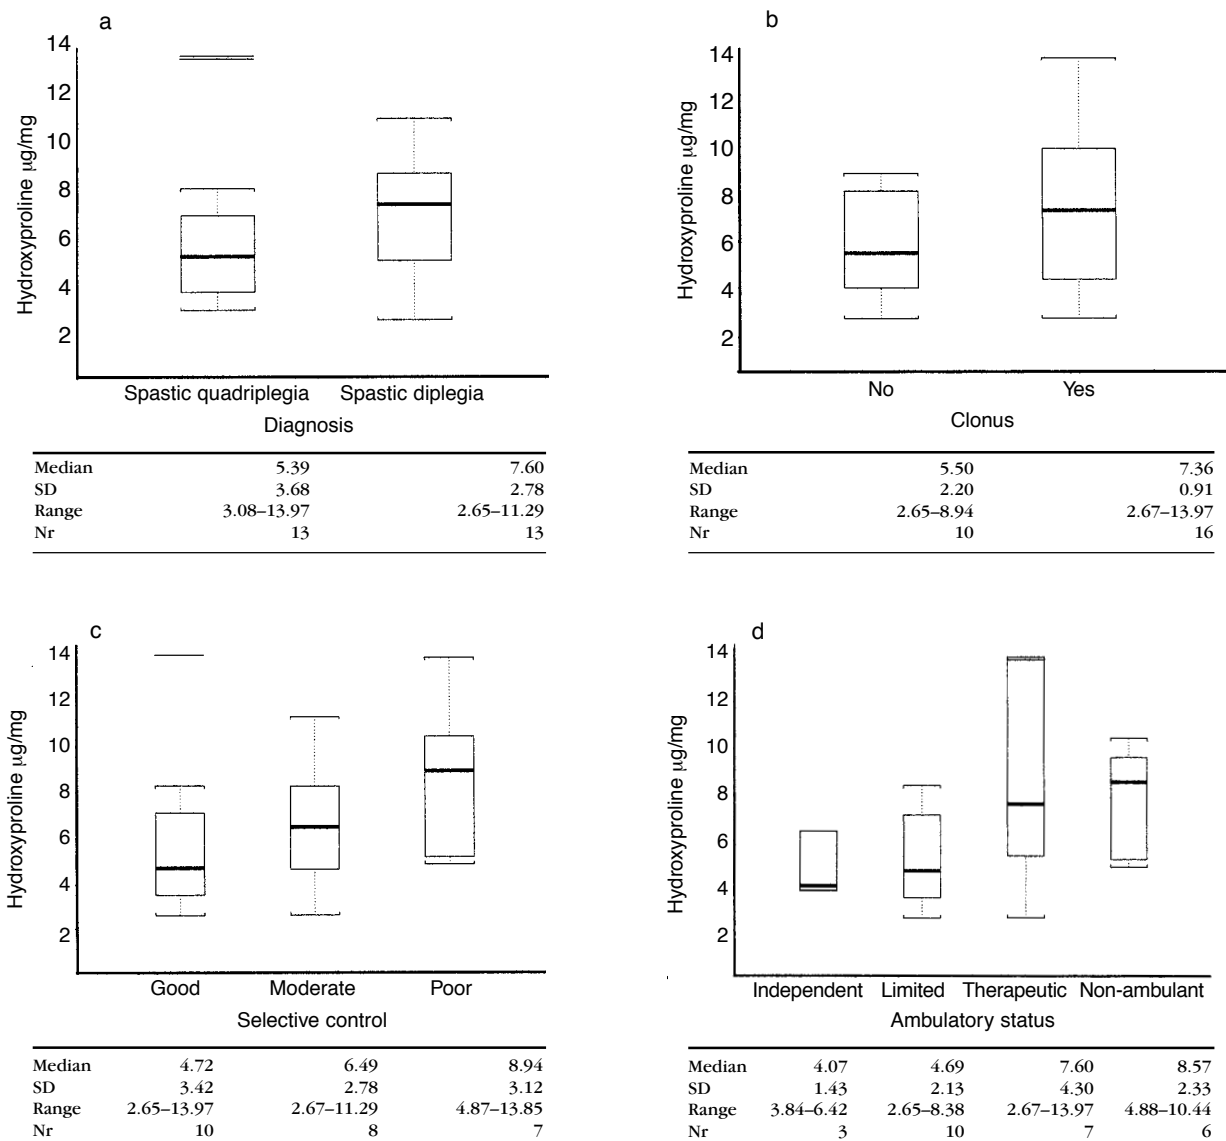 a
Hydroxyproline µg/mg
14
12
10
8
6
4
2
Spastic quadriplegia Spastic diplegia
Diagnosis
Median 5.39 7.60
SD 3.68 2.78
Range 3.08–13.97 2.65–11.29
Nr 13 13
b
Hydroxyproline µg/mg
14
12
10
8
6
4
2
No Yes
Clonus
Median 5.50 7.36
SD 2.20 0.91
Range 2.65–8.94 2.67–13.97
Nr 10 16
c
Hydroxyproline µg/mg
14
12
10
8
6
4
2
Good Moderate Poor
Selective control
Median 4.72 6.49 8.94
SD 3.42 2.78 3.12
Range 2.65–13.97 2.67–11.29 4.87–13.85
Nr 10 8 7
d
Hydroxyproline µg/mg
14
12
10
8
6
4
2
Independent Limited Therapeutic Non-ambulant
Ambulatory status
Median 4.07 4.69 7.60 8.57
SD 1.43 2.13 4.30 2.33
Range 3.84–6.42 2.65–8.38 2.67–13.97 4.88–10.44
Nr 3 10 7 6